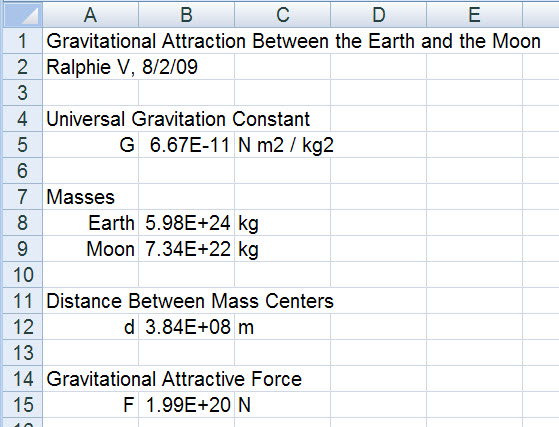 A B C D E
1 Gravitational Attraction Between the Earth and the Moon
2 Ralphie V, 8/2/09
3
4 Universal Gravitation Constant
5 G 6.67E-11 N m2 / kg2
6
7 Masses
8 Earth 5.98E+24 kg
9 Moon 7.34E+22 kg
10
11 Distance Between Mass Centers
12 d 3.84E+08 m
13
14 Gravitational Attractive Force
15 F 1.99E+20 N